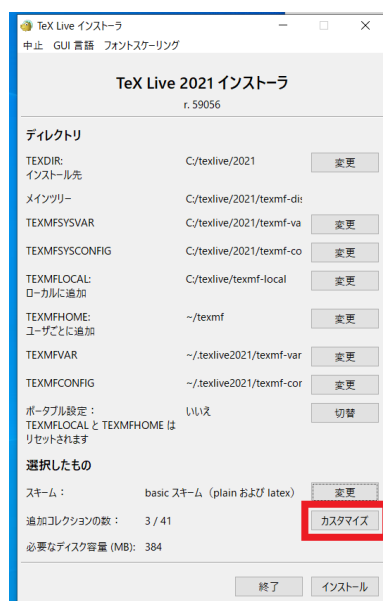 TeX Live インストーラ
中止 GUI 言語 フォントスケーリング
TeX Live 2021 インストーラ
r. 59056
ディレクトリ
TEXDIR: C:/texlive/2021 変更
インストール先
メインツリー C:/texlive/2021/texmf-dis
TEXMFSYSVAR C:/texlive/2021/texmf-va 変更
TEXMFSYSCONFIG C:/texlive/2021/texmf-co 変更
TEXMFLOCAL: C:/texlive/texmf-local 変更
ローカルに追加
TEXMFHOME: ~/texmf 変更
ユーザごとに追加
TEXMFVAR ~/.texlive2021/texmf-var 変更
TEXMFCONFIG ~/.texlive2021/texmf-cor 変更
ポータブル設定： いいえ 切替
TEXMFLOCAL と TEXMFHOME は
リセットされます
選択したもの
スキーム： basic スキーム（plain および latex） 変更
追加コレクションの数： 3 / 41 カスタマイズ
必要なディスク容量 (MB): 384
終了 インストール